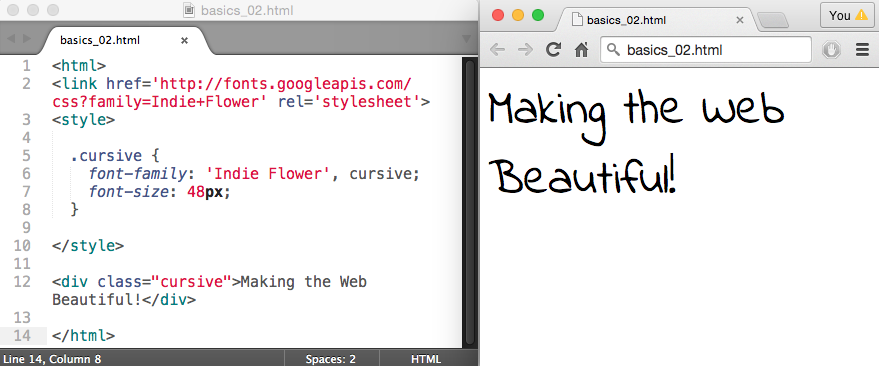 basics_02.html
basics_02.html ×
1 <html>
2 <link href='http://fonts.googleapis.com/
css?family=Indie+Flower' rel='stylesheet'>
3 <style>
4
5 .cursive {
6 font-family: 'Indie Flower', cursive;
7 font-size: 48px;
8 }
9
10 </style>
11
12 <div class="cursive">Making the Web
Beautiful!</div>
13
14 </html>
Line 14, Column 8 Spaces: 2 HTML
basics_02.html ×
You
basics_02.html
Making the Web
Beautiful!